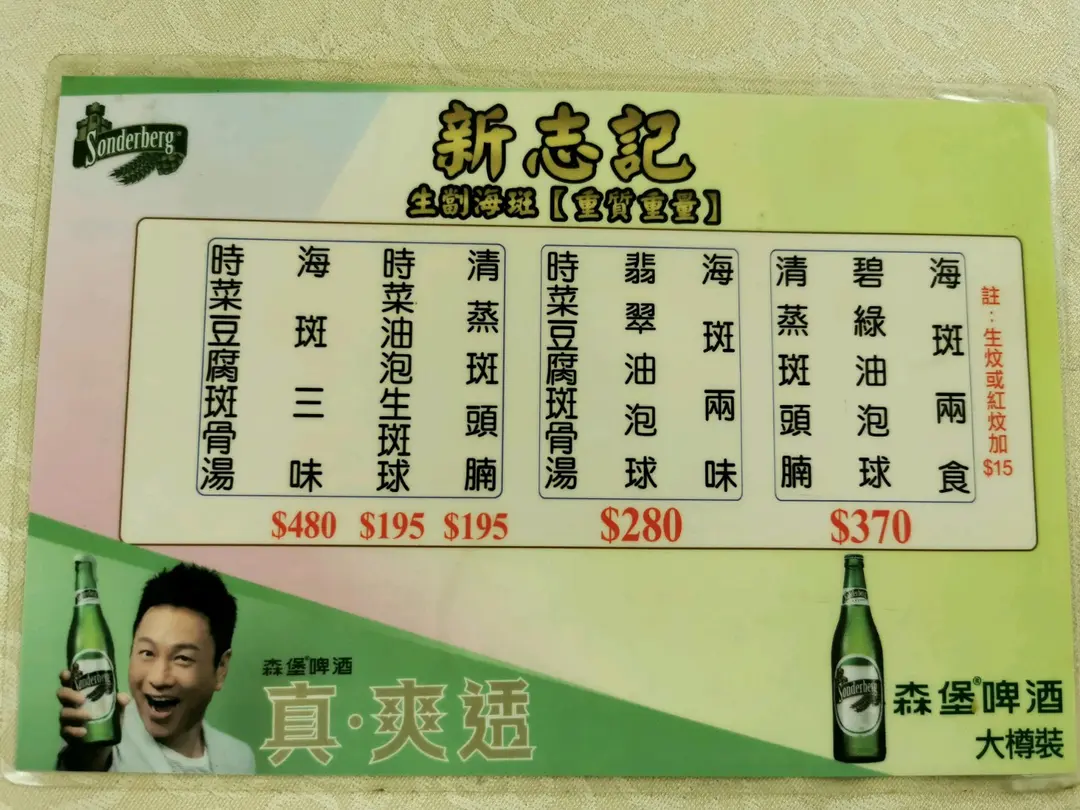 Sonderberg
新志記
生劏海斑【重質重量】
註：生炆或紅炆加$15
海斑兩食
碧綠油泡球
清蒸斑頭腩
$370
海斑兩味
翡翠油泡球
時菜豆腐斑骨湯
$280
清蒸斑頭腩
$195
時菜油泡生斑球
$195
海斑三味
$480
時菜豆腐斑骨湯
Sonderberg
森堡啤酒
真·爽透
Sonderberg
Sonderberg
森堡®啤酒
大樽裝